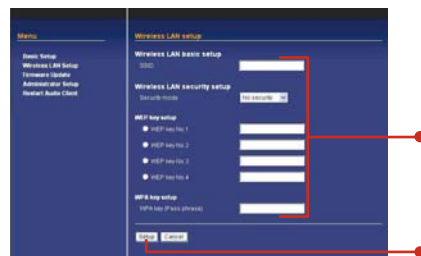 Menu
Basic Setup
Wireless LAN Setup
Firmware Update
Administrator Setup
Restart Audio Client
Wireless LAN setup
Wireless LAN basic setup
SSID
Wireless LAN security setup
Security mode
No security
WEP key setup
WEP key No.1
WEP key No.2
WEP key No.3
WEP key No.4
WPA key setup
WPA key (Pass phrase)
Setup
Cancel